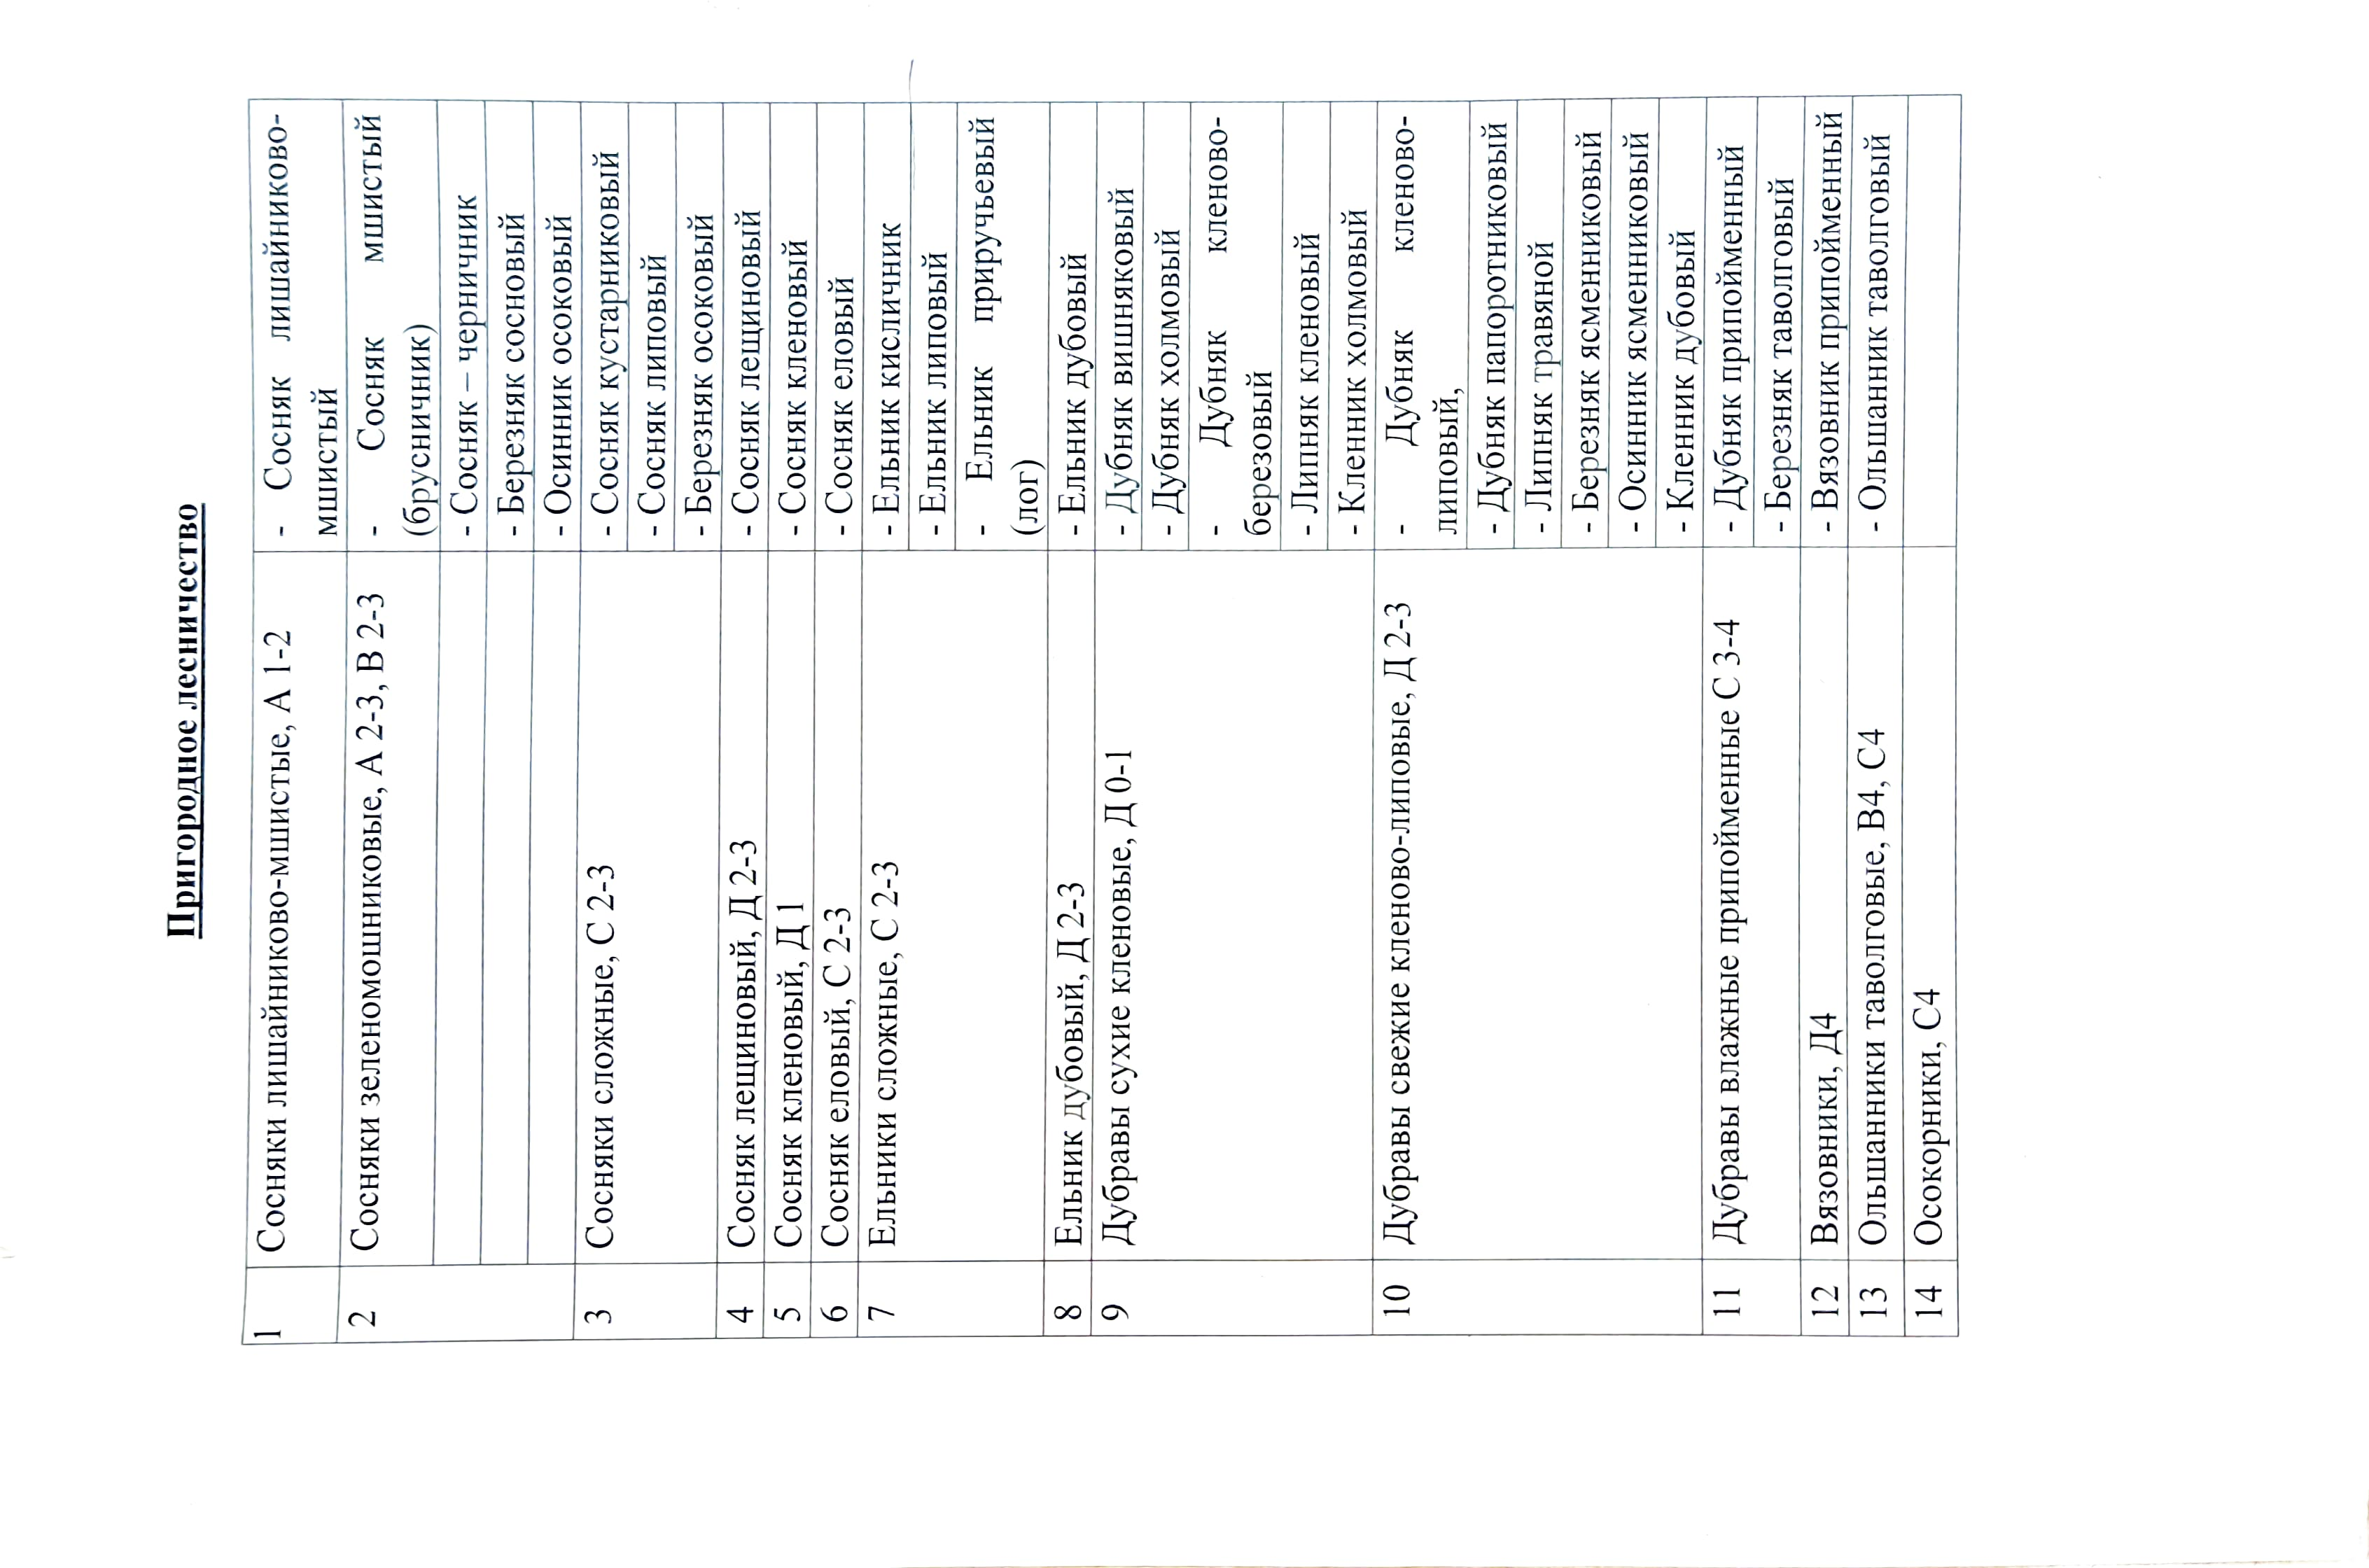 Пригородное лесничество
1 Сосняки лишайниково-мшистые, А 1-2 - Сосняк лишайниково-
мшистый
2 Сосняки зеленомошниковые, А 2-3, В 2-3 - Сосняк мшистый
(брусничник)
- Сосняк – черничник
- Березняк сосновый
- Осинник осоковый
3 Сосняки сложные, С 2-3 - Сосняк кустарниковый
- Сосняк липовый
- Березняк осоковый
4 Сосняк лещиновый, Д 2-3 - Сосняк лещиновый
5 Сосняк кленовый, Д 1 - Сосняк кленовый
6 Сосняк еловый, С 2-3 - Сосняк еловый
7 Ельники сложные, С 2-3 - Ельник кисличник
- Ельник липовый
- Ельник приручьевый
(лог)
8 Ельник дубовый, Д 2-3 - Ельник дубовый
9 Дубравы сухие кленовые, Д 0-1 - Дубняк вишняковый
- Дубняк холмовый
- Дубняк кленово-
березовый
- Липняк кленовый
- Кленник холмовый
10 Дубравы свежие кленово-липовые, Д 2-3 - Дубняк кленово-
липовый,
- Дубняк папоротниковый
- Липняк травяной
- Березняк ясменниковый
- Осинник ясменниковый
- Кленник дубовый
11 Дубравы влажные припойменные С 3-4 - Дубняк припойменный
- Березняк таволговый
12 Вязовники, Д4 - Вязовник припойменный
13 Ольшанники таволговые, В4, С4 - Ольшанник таволговый
14 Осокорники, С4